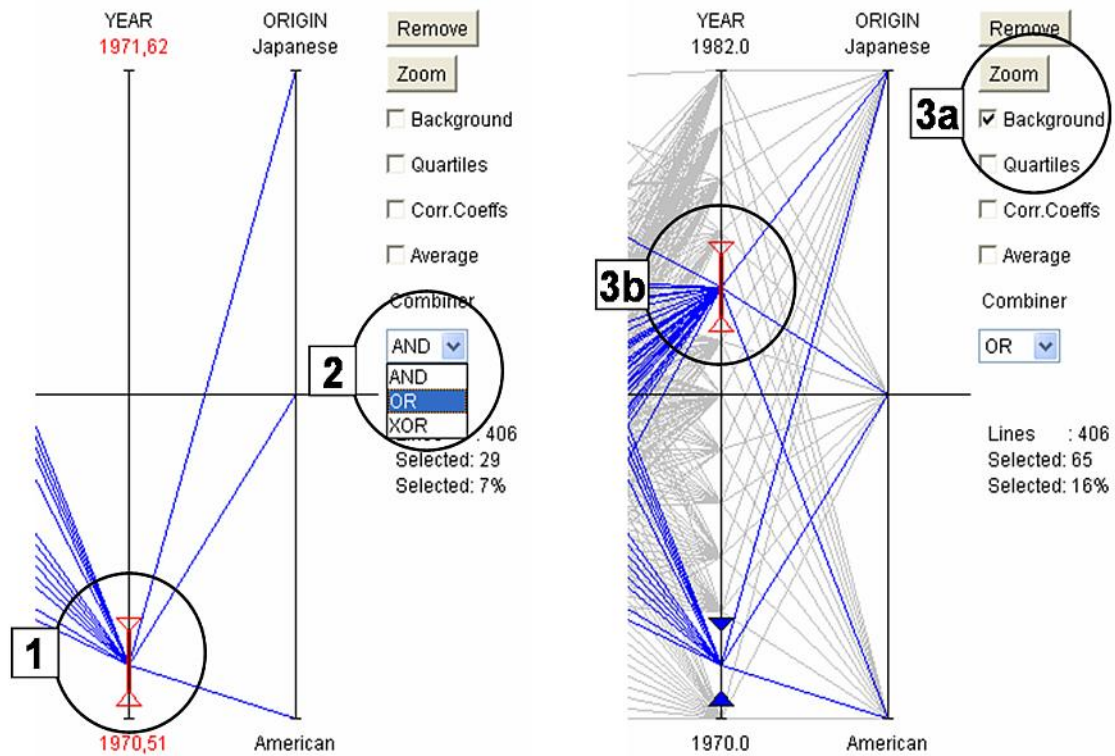 YEAR
1971,62
ORIGIN
Japanese
Remove
Zoom
Background
Quartiles
Corr.Coeffs
Average
Combiner
2
AND
AND
OR
XOR
Lines : 406
Selected: 29
Selected: 7%
1
1970,51
American
YEAR
1982.0
ORIGIN
Japanese
Remove
Zoom
3a
Background
Quartiles
Corr.Coeffs
Average
3b
Combiner
OR
Lines : 406
Selected: 65
Selected: 16%
1970.0
American